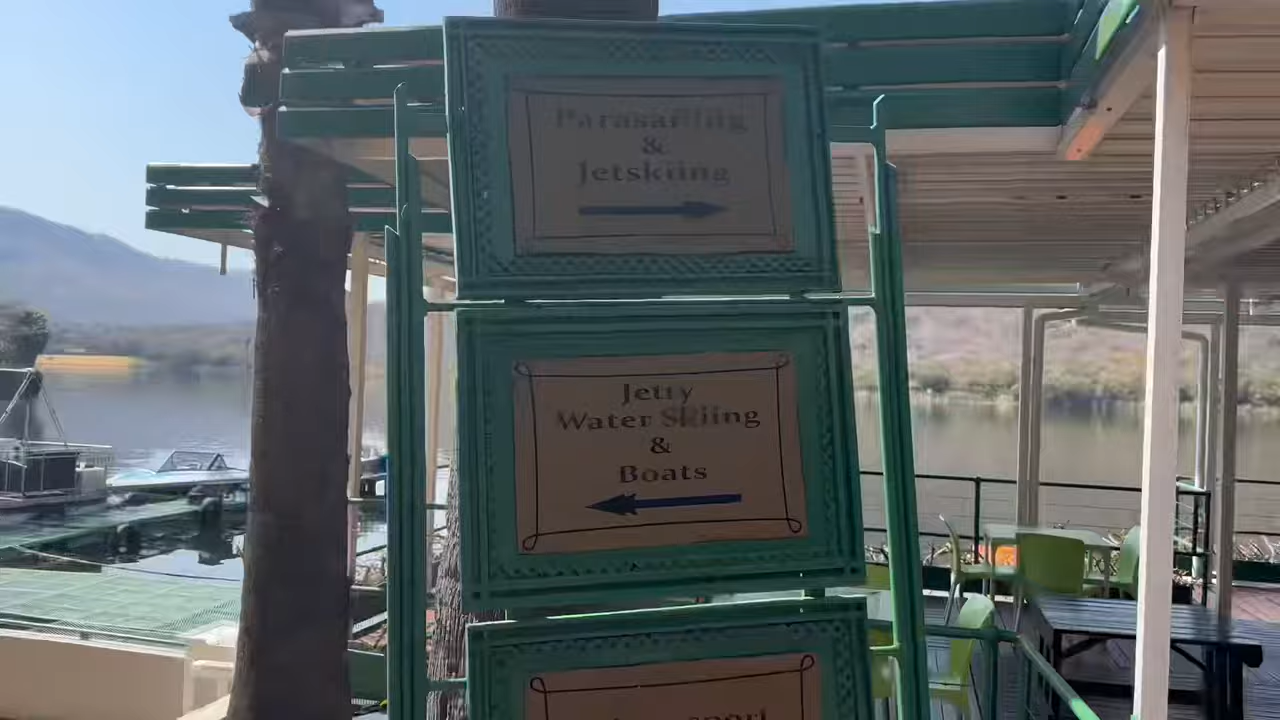 Parasailing
&
Jetskiing
Jetty
Water Skiing
&
Boats